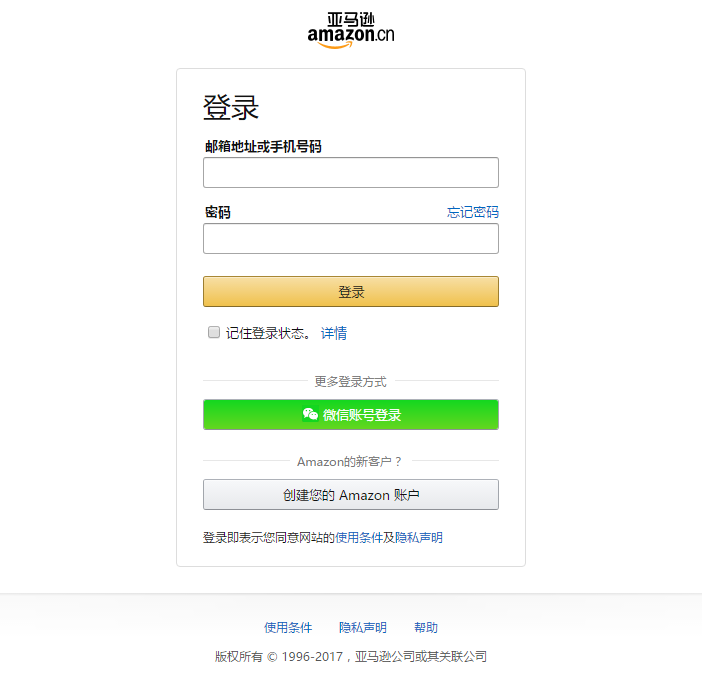 亚马逊
amazon.cn
登录
邮箱地址或手机号码
密码 忘记密码
登录
记住登录状态。 详情
更多登录方式
微信账号登录
Amazon的新客户？
创建您的 Amazon 账户
登录即表示您同意网站的使用条件及隐私声明
使用条件 隐私声明 帮助
版权所有 © 1996-2017，亚马逊公司或其关联公司